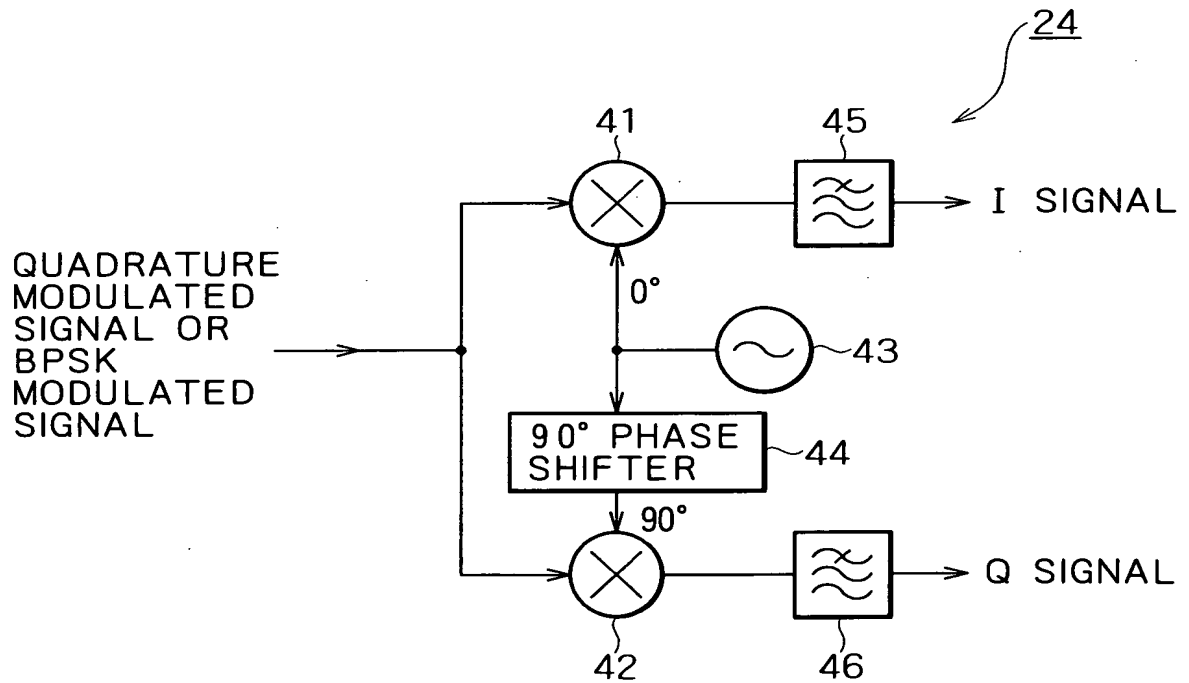 24
41
45
I SIGNAL
QUADRATURE
MODULATED
SIGNAL OR
BPSK
MODULATED
SIGNAL
0°
43
90° PHASE
SHIFTER
44
90°
Q SIGNAL
42
46